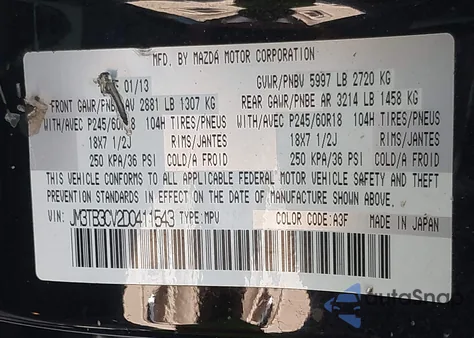 MFD. BY MAZDA MOTOR CORPORATION
01/13 GVWR/PNBV 5997 LB 2720 KG
FRONT GAWR/PNBE AV 2881 LB 1307 KG REAR GAWR/PNBE AR 3214 LB 1458 KG
WITH/AVEC P245/60R18 104H TIRES/PNEUS WITH/AVEC P245/60R18 104H TIRES/PNEUS
18X7 1/2J RIMS/JANTES 18X7 1/2J RIMS/JANTES
250 KPA/36 PSI COLD/A FROID 250 KPA/36 PSI COLD/A FROID
THIS VEHICLE CONFORMS TO ALL APPLICABLE FEDERAL MOTOR VEHICLE SAFETY AND THEFT
PREVENTION STANDARDS IN EFFECT ON THE DATE OF MANUFACTURE SHOWN ABOVE.
VIN: JM3TB3CV2D0411543 TYPE: MPV COLOR CODE: A3F MADE IN JAPAN